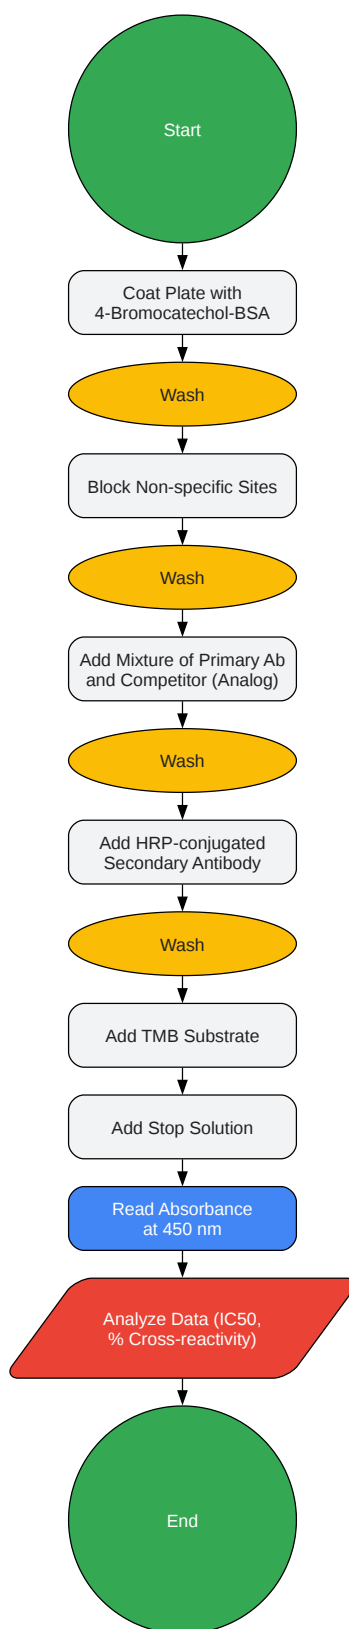 Start
Coat Plate with
4-Bromocatechol-BSA
Wash
Block Non-specific Sites
Wash
Add Mixture of Primary Ab
and Competitor (Analog)
Wash
Add HRP-conjugated
Secondary Antibody
Wash
Add TMB Substrate
Add Stop Solution
Read Absorbance
at 450 nm
Analyze Data (IC50,
% Cross-reactivity)
End